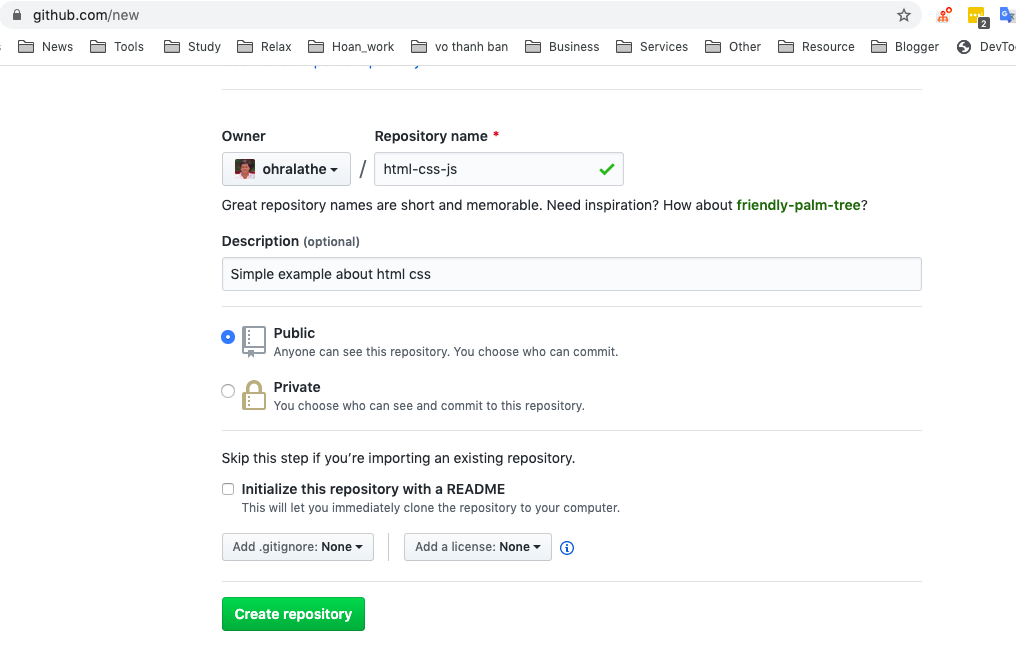 github.com/new
2
News Tools Study Relax Hoan_work vo thanh ban Business Services Other Resource Blogger DevTo
Owner Repository name *
ohralathe / html-css-js
Great repository names are short and memorable. Need inspiration? How about friendly-palm-tree?
Description (optional)
Simple example about html css
Public
Anyone can see this repository. You choose who can commit.
Private
You choose who can see and commit to this repository.
Skip this step if you’re importing an existing repository.
Initialize this repository with a README
This will let you immediately clone the repository to your computer.
Add .gitignore: None Add a license: None
Create repository